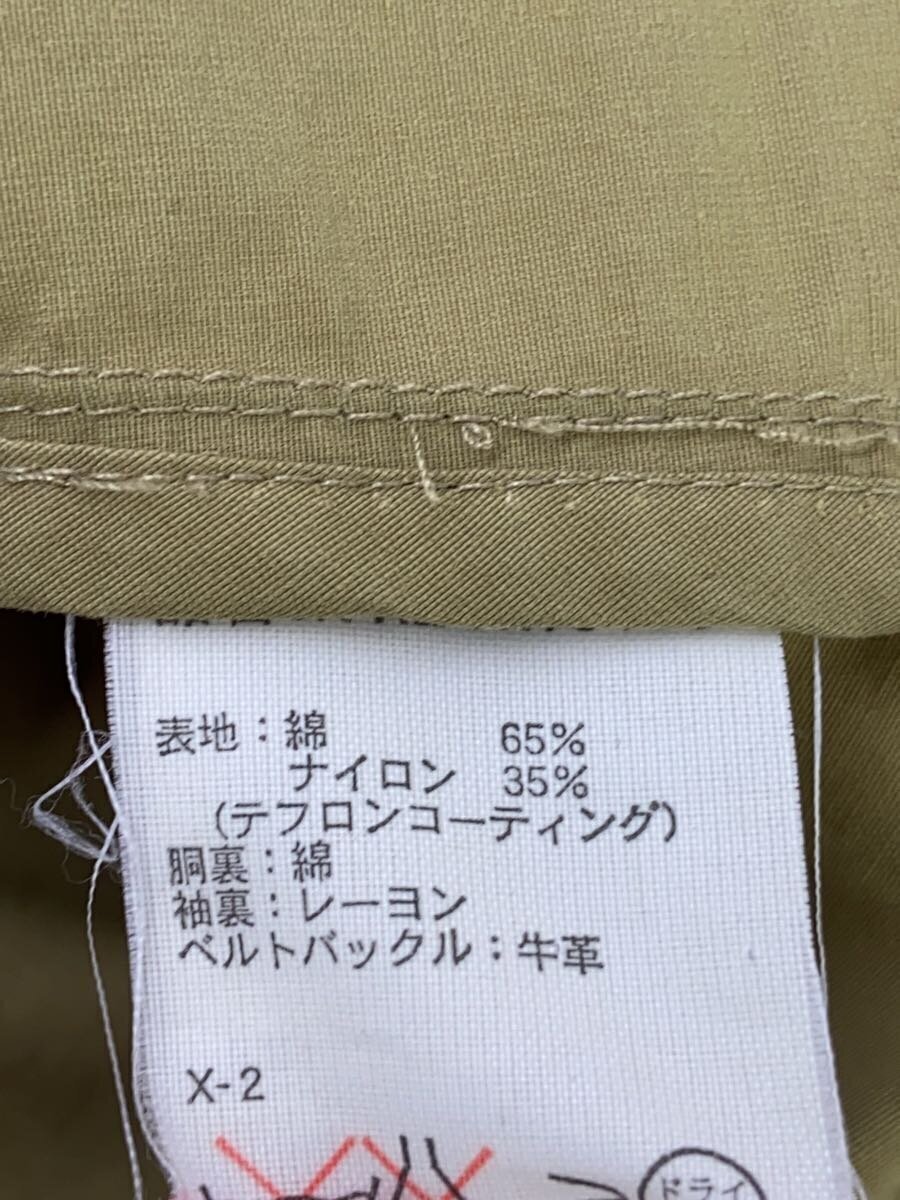 表地：綿 65%
ナイロン 35%
(テフロンコーティング)
胴裏：綿
袖裏：レーヨン
ベルトバックル：牛革
X-2
ドライ